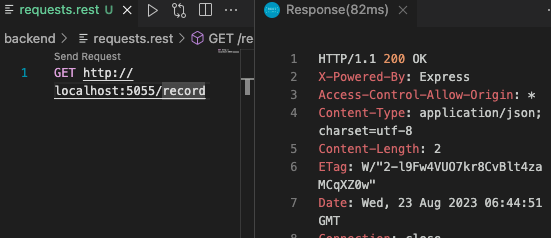 requests.rest U
Response(82ms)
backend > requests.rest > GET /re
Send Request
1 GET http://
localhost:5055/record
1 HTTP/1.1 200 OK
2 X-Powered-By: Express
3 Access-Control-Allow-Origin: *
4 Content-Type: application/json;
charset=utf-8
5 Content-Length: 2
6 ETag: W/"2-l9Fw4VUO7kr8CvBlt4za
MCqXZ0w"
7 Date: Wed, 23 Aug 2023 06:44:51
GMT
8 Connection: close